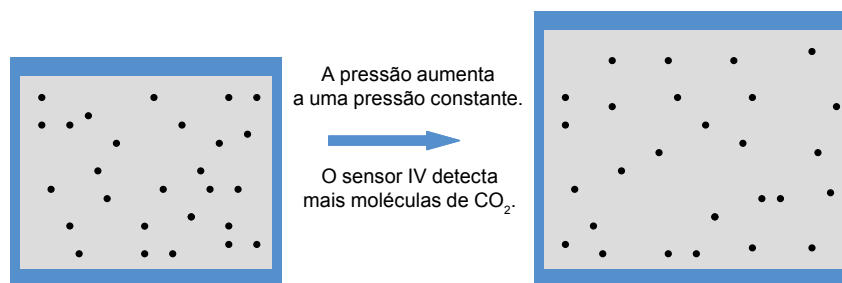 A pressão aumenta
a uma pressão constante.
O sensor IV detecta
mais moléculas de CO₂.